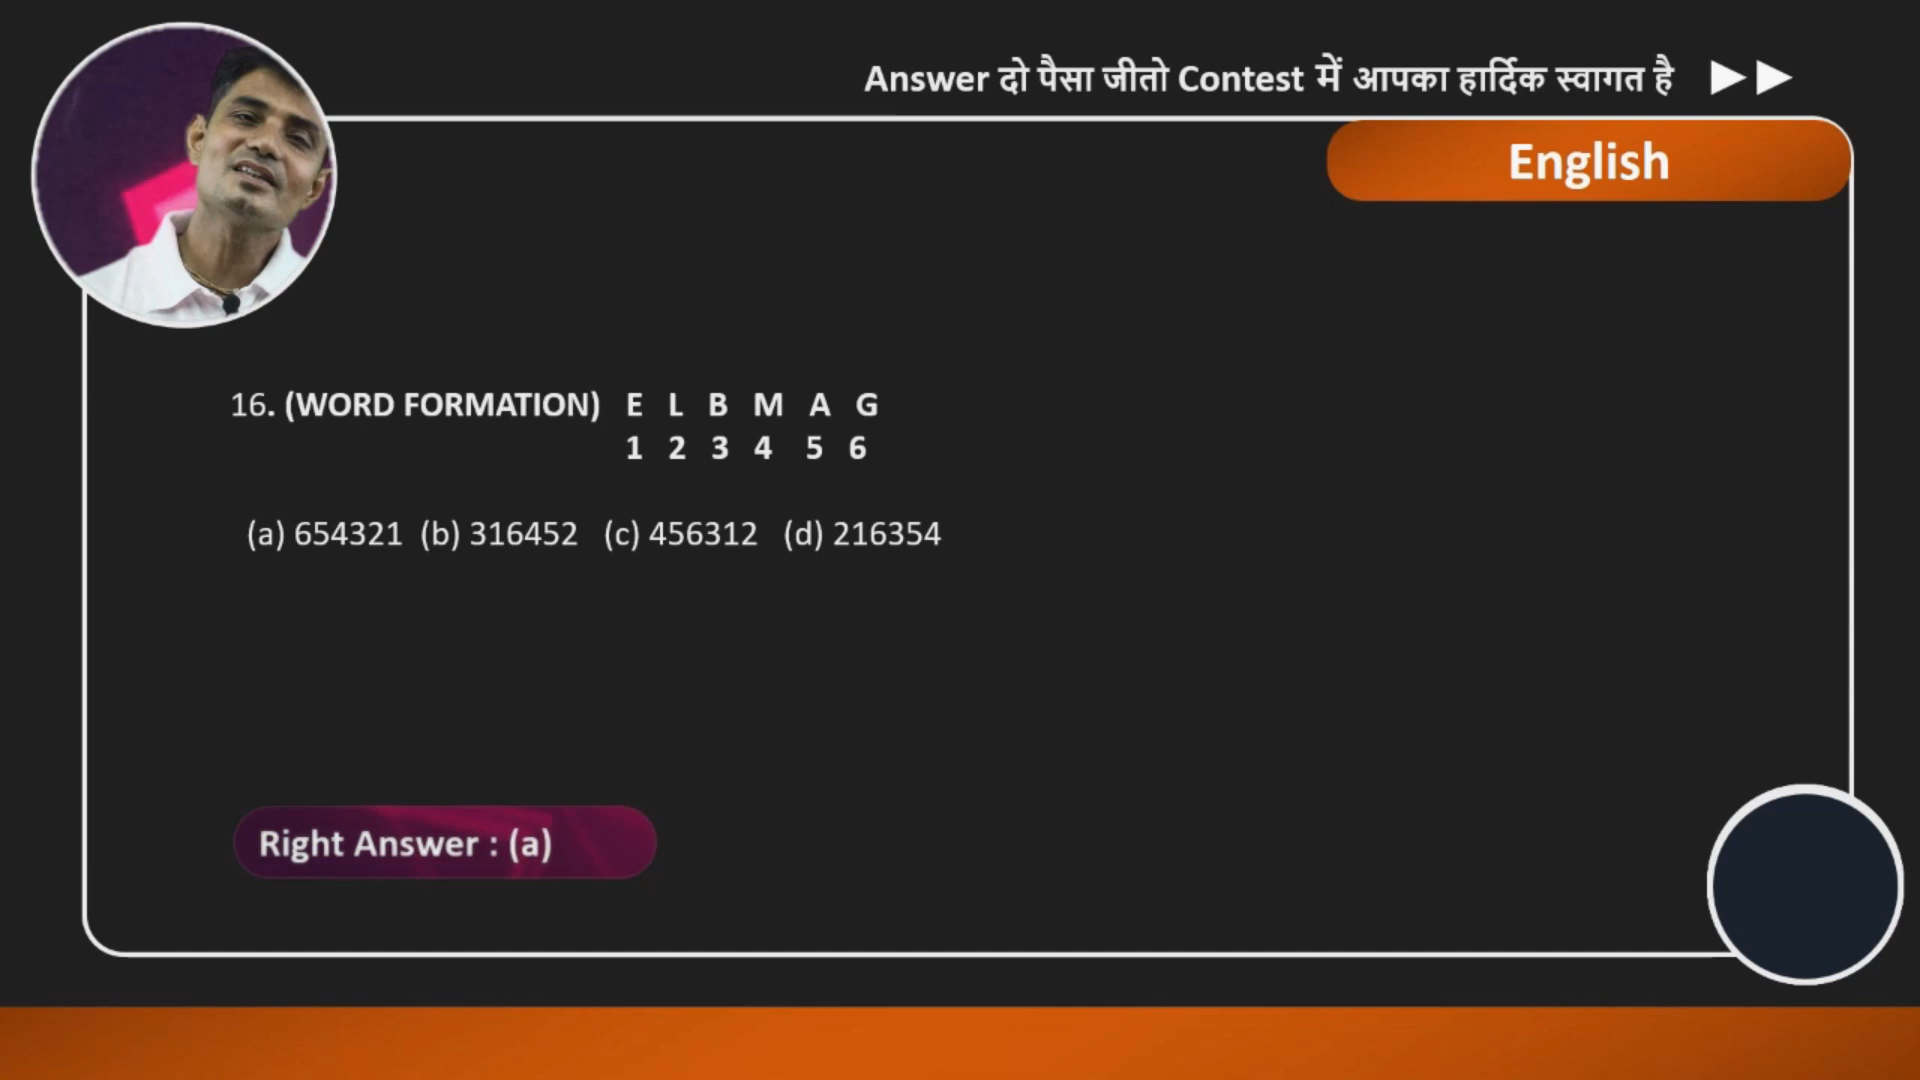 Answer दो पैसा जीतो Contest में आपका हार्दिक स्वागत है
English
16. (WORD FORMATION) E L B M A G
1 2 3 4 5 6
(a) 654321 (b) 316452 (c) 456312 (d) 216354
Right Answer : (a)